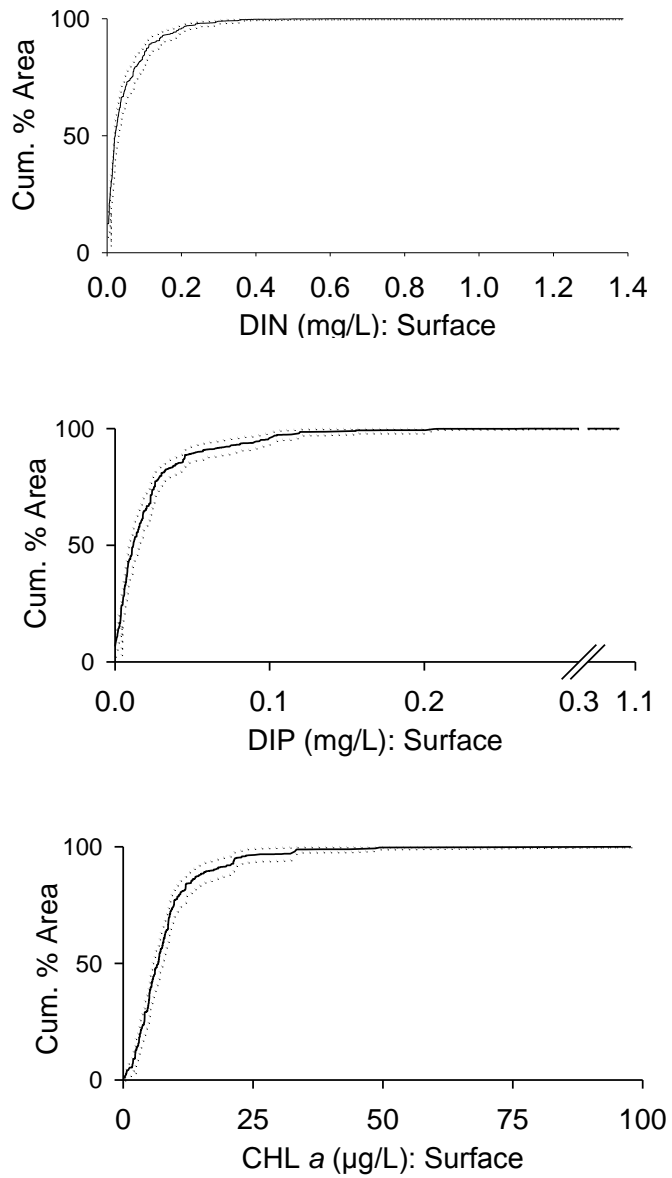 100
50
0
Cum. % Area
0.0 0.2 0.4 0.6 0.8 1.0 1.2 1.4
DIN (mg/L): Surface
100
50
0
Cum. % Area
0.0 0.1 0.2 0.3 1.1
DIP (mg/L): Surface
100
50
0
Cum. % Area
0 25 50 75 100
CHL a (µg/L): Surface